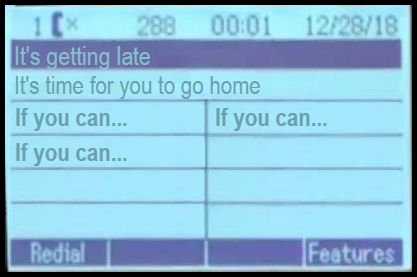 1 × 288 00:01 12/28/18
It's getting late
It's time for you to go home
If you can... If you can...
If you can...
Redial Features